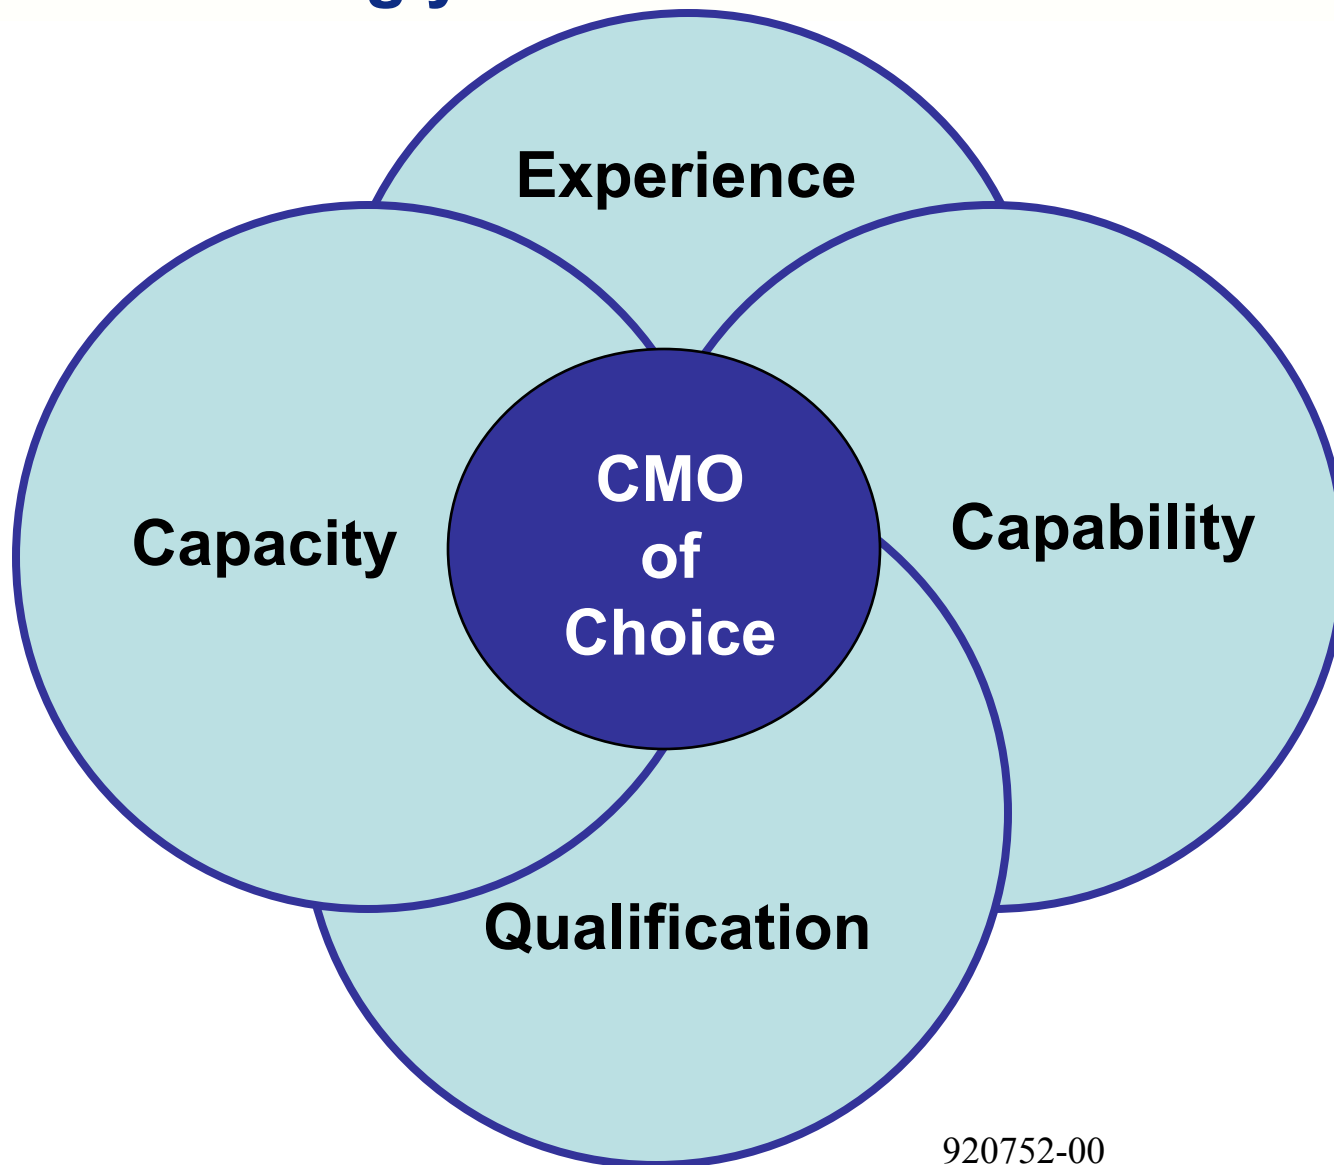 Experience
Capacity
CMO
of
Choice
Capability
Qualification
920752-00